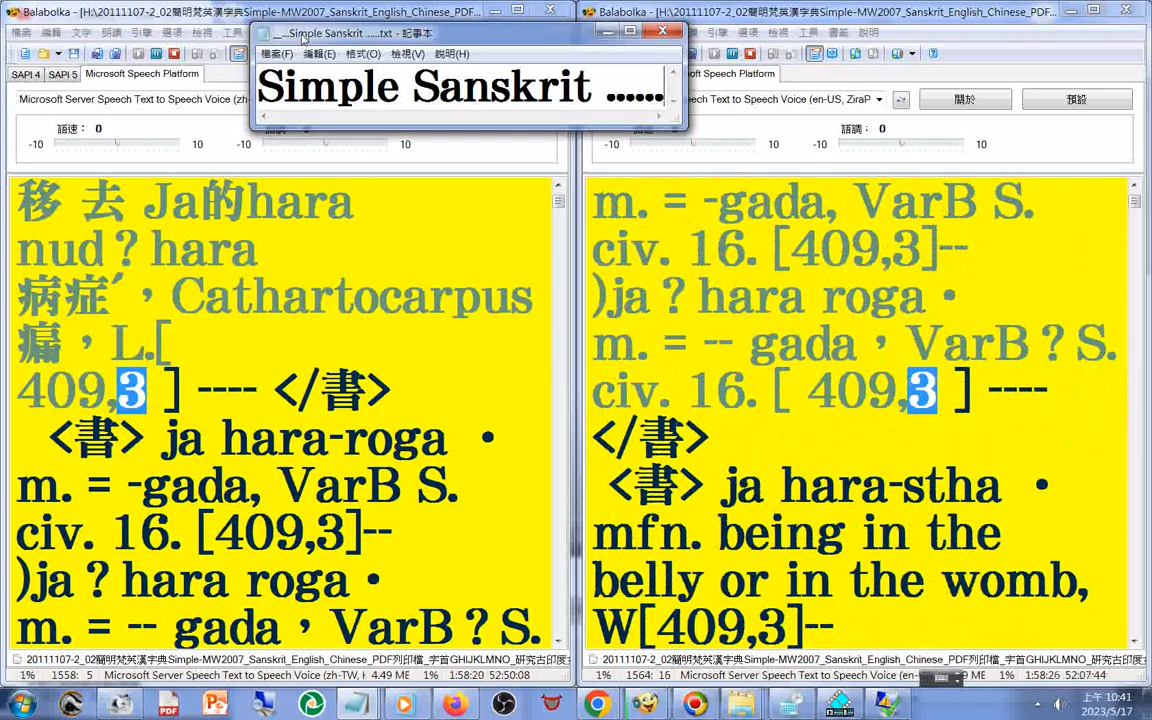 Balabolka - [H:\20111107-2_02簡明梵英漢字典Simple-MW2007_Sanskrit_English_Chinese_PDF...
Balabolka - [H:\20111107-2_02簡明梵英漢字典Simple-MW2007_Sanskrit_English_Chinese_PDF...
__...Simple Sanskrit ......txt - 記事本
檔案(F) 編輯(E) 格式(O) 檢視(V) 說明(H)
Simple Sanskrit ......
SAPI 4 SAPI 5 Microsoft Speech Platform
Speech Platform
Microsoft Server Speech Text to Speech Voice (zh-
ech Text to Speech Voice (en-US, ZiraP
關於
預設
語速： 0
語調： 0
-10 10 10
-10 10 -10 10
移 去 Ja的hara
nud？hara
病症′，Cathartocarpus
瘺，L.[
409,3 ] ---- </書>
<書> ja hara-roga •
m. = -gada, VarB S.
civ. 16. [409,3]--
)ja？hara roga •
m. = -- gada，VarB？S.
m. = -gada, VarB S.
civ. 16. [409,3]--
)ja？hara roga •
m. = -- gada，VarB？S.
civ. 16. [ 409,3 ] ----
</書>
<書> ja hara-stha •
mfn. being in the
belly or in the womb,
W[409,3]--
20111107-2_02簡明梵英漢字典Simple-MW2007_Sanskrit_English_Chinese_PDF列印檔_字首GHIJKLMNO_研究古印度
20111107-2_02簡明梵英漢字典Simple-MW2007_Sanskrit_English_Chinese_PDF列印檔_字首GHIJKLMNO_研究古印度
1% 1558: 5 Microsoft Server Speech Text to Speech Voice (zh-TW, H 4.49 ME 1% 1:58:29 52:50:08
1% 1564: 16 Microsoft Server Speech Text to Speech 1% 1:58:26 52:07:44
上午 10:41
2023/5/17